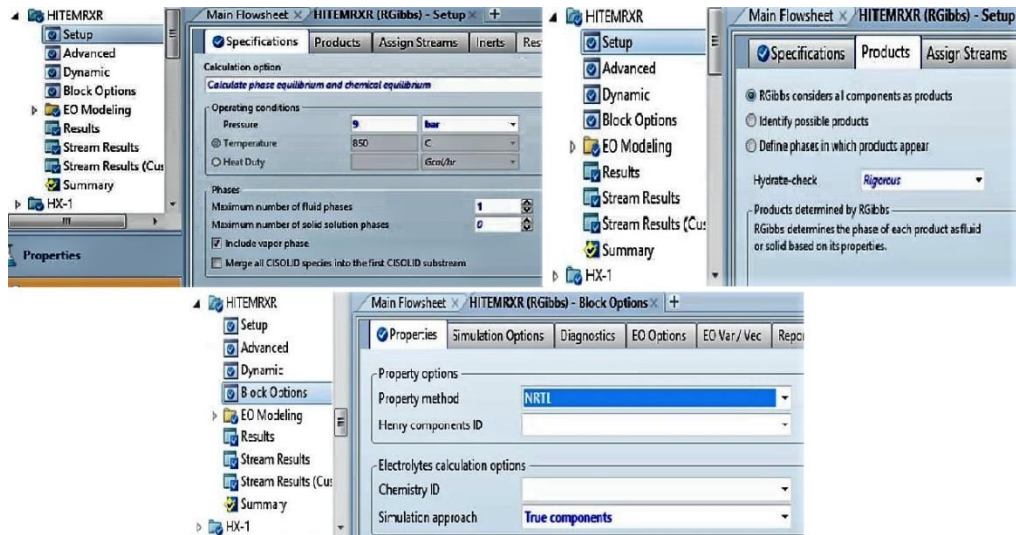 HITEMRXR
Setup
Advanced
Dynamic
Block Options
EO Modeling
Results
Stream Results
Stream Results (Cus
Summary
HX-1
Properties
Main Flowsheet × HITEMRXR (RGibbs) - Setup × +
Specifications Products Assign Streams Inerts Res
Calculation option
Calculate phase equilibrium and chemical equilibrium
Operating conditions
Pressure 9 bar
Temperature 850 C
Heat Duty Gcal/hr
Phases
Maximum number of fluid phases 1
Maximum number of solid solution phases 0
Include vapor phase
Merge all CISOLID species into the first CISOLID substream
HITEMRXR
Setup
Advanced
Dynamic
Block Options
EO Modeling
Results
Stream Results
Stream Results (Cu:
Summary
HX-1
Main Flowsheet × HITEMRXR (RGibbs) - Setup
Specifications Products Assign Streams
RGibbs considers all components as products
Identify possible products
Define phases in which products appear
Hydrate-check Rigorous
Products determined by RGibbs
RGibbs determines the phase of each product as fluid
or solid based on its properties.
HITEMRXR
Setup
Advanced
Dynamic
Block Options
EO Modeling
Results
Stream Results
Stream Results (Cus
Summary
HX-1
Main Flowsheet × HITEMRXR (RGibbs) - Block Options × +
Properties Simulation Options Diagnostics EO Options EO Var / Vec Repo
Property options
Property method NRTL
Henry components ID
Electrolytes calculation options
Chemistry ID
Simulation approach True components